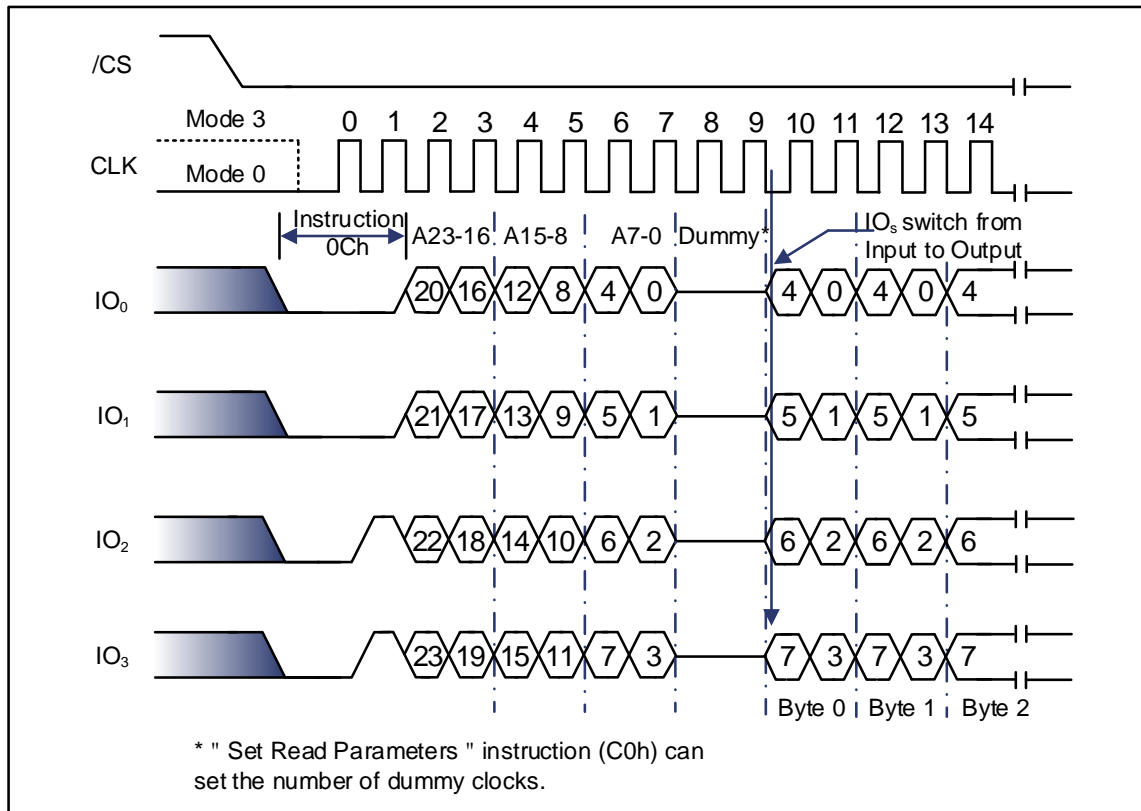 /CS
Mode 3
0 1 2 3 4 5 6 7 8 9 10 11 12 13 14
CLK
Mode 0
Instruction
0Ch
A23-16 A15-8 A7-0 Dummy*
IOs switch from
Input to Output
IO0
20 16 12 8 4 0 4 0 4 0 4
IO1
21 17 13 9 5 1 5 1 5 1 5
IO2
22 18 14 10 6 2 6 2 6 2 6
IO3
23 19 15 11 7 3 7 3 7 3 7
Byte 0 Byte 1 Byte 2
* " Set Read Parameters " instruction (C0h) can
set the number of dummy clocks.